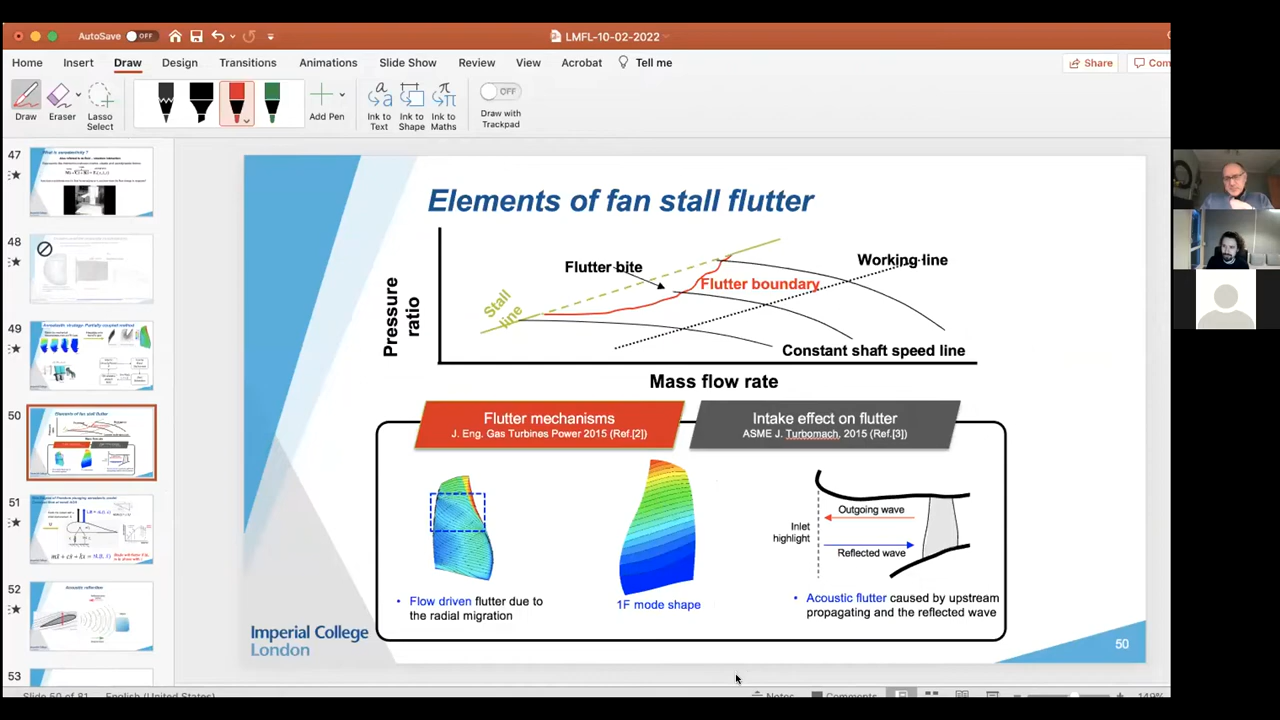 AutoSave OFF
LMFL-10-02-2022
Home Insert Draw Design Transitions Animations Slide Show Review View Acrobat Tell me
Share Com
Draw Eraser Lasso Select Add Pen Ink to Text Ink to Shape Ink to Maths Draw with Trackpad OFF
47
48
49
50
51
52
53
Elements of fan stall flutter
Pressure ratio
Flutter bite
Working line
Flutter boundary
Stall line
Constant shaft speed line
Mass flow rate
Flutter mechanisms
J. Eng. Gas Turbines Power 2015 (Ref.[2])
Intake effect on flutter
ASME J. Turbomach, 2015 (Ref.[3])
Inlet highlight
Outgoing wave
Reflected wave
• Flow driven flutter due to
the radial migration
1F mode shape
• Acoustic flutter caused by upstream
propagating and the reflected wave
Imperial College
London
50
Slide 50 of 81 English (United States)
Notes Comments 149%